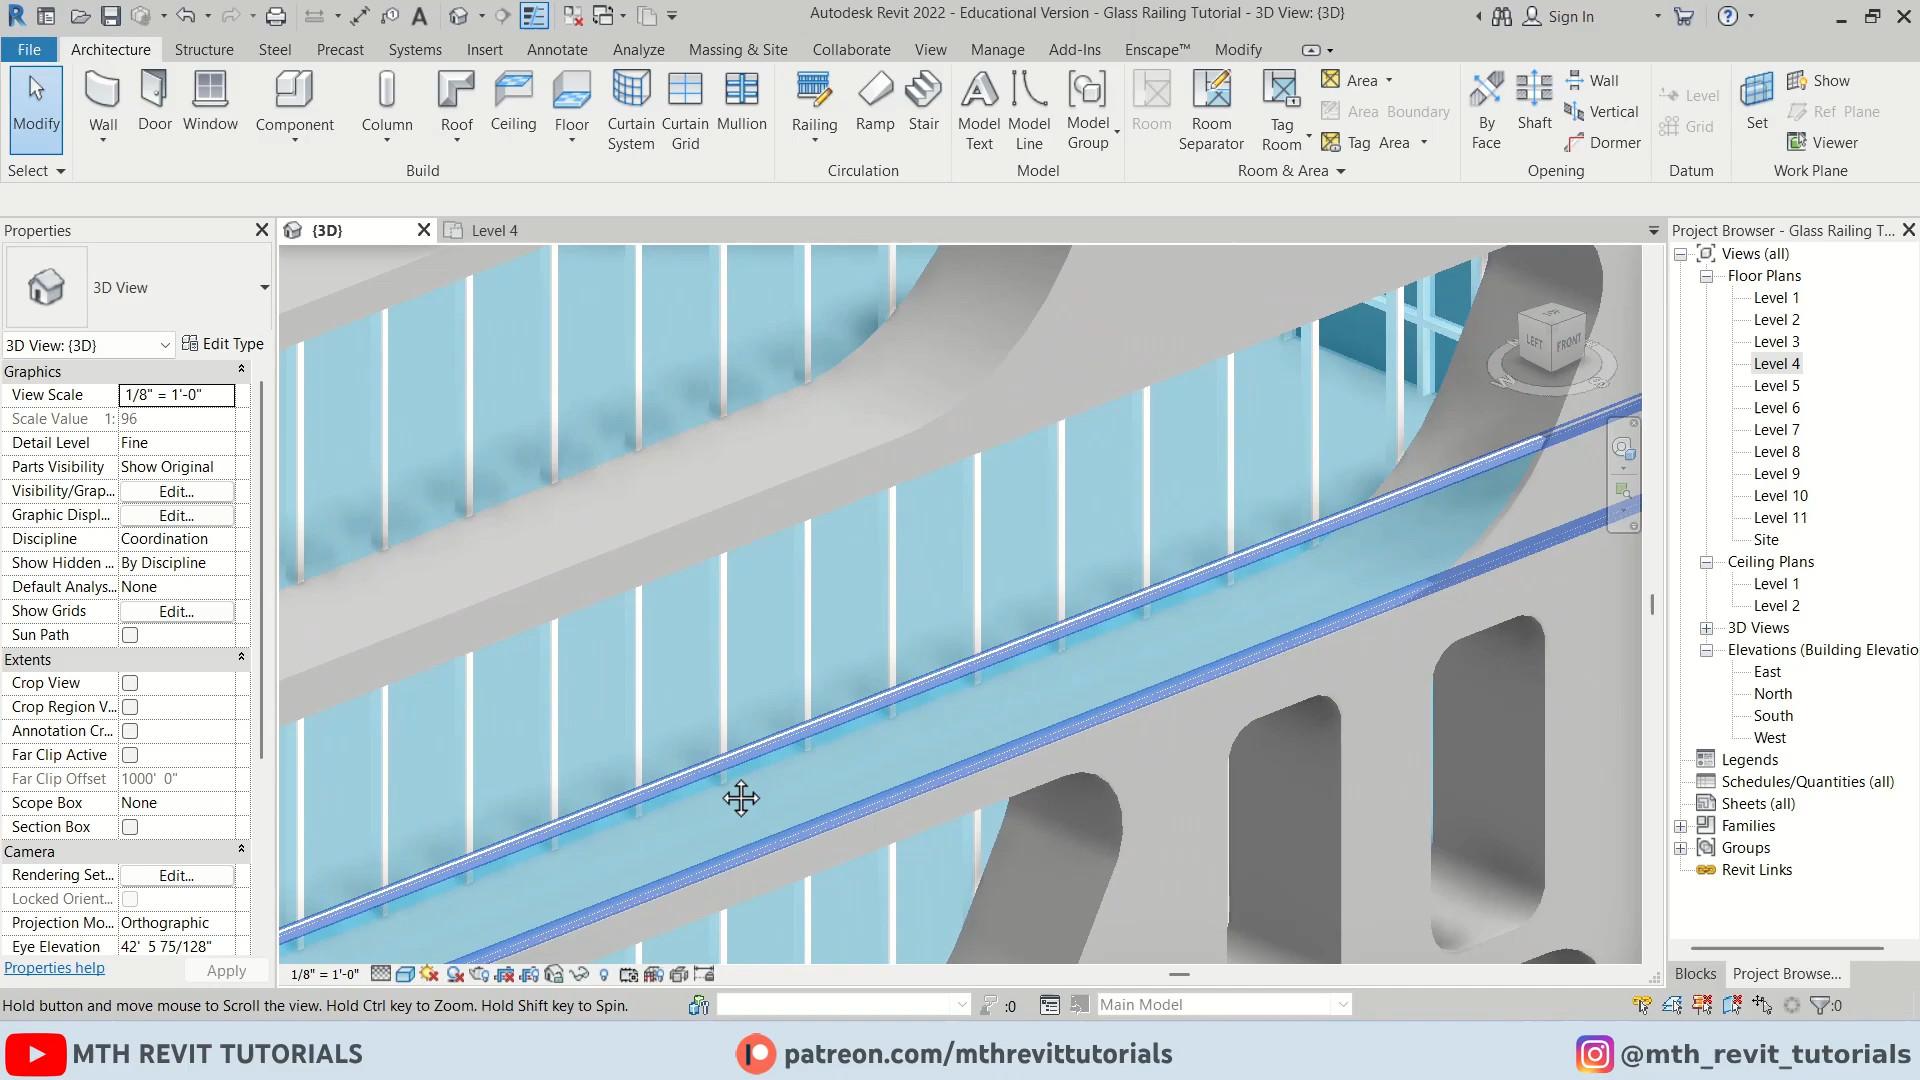 Autodesk Revit 2022 - Educational Version - Glass Railing Tutorial - 3D View: {3D}
Sign In
File Architecture Structure Steel Precast Systems Insert Annotate Analyze Massing & Site Collaborate View Manage Add-Ins Enscape™ Modify
Modify
Wall
Door
Window
Component
Column
Roof
Ceiling
Floor
Curtain System
Curtain Grid
Mullion
Railing
Ramp
Stair
Model Text
Model Line
Model Group
Room
Room Separator
Tag Room
Area
Area Boundary
Tag Area
By Face
Shaft
Wall
Vertical
Dormer
Level
Grid
Set
Show
Ref Plane
Viewer
Select
Build
Circulation
Model
Room & Area
Opening
Datum
Work Plane
Properties
{3D}
Level 4
Project Browser - Glass Railing T...
3D View
3D View: {3D}
Edit Type
Graphics
View Scale 1/8" = 1'-0"
Scale Value 1: 96
Detail Level Fine
Parts Visibility Show Original
Visibility/Grap... Edit...
Graphic Displ... Edit...
Discipline Coordination
Show Hidden ... By Discipline
Default Analys... None
Show Grids Edit...
Sun Path
Extents
Crop View
Crop Region V...
Annotation Cr...
Far Clip Active
Far Clip Offset 1000' 0"
Scope Box None
Section Box
Camera
Rendering Set... Edit...
Locked Orient...
Projection Mo... Orthographic
Eye Elevation 42' 5 75/128"
Properties help
Apply
LEFT
FRONT
Views (all)
Floor Plans
Level 1
Level 2
Level 3
Level 4
Level 5
Level 6
Level 7
Level 8
Level 9
Level 10
Level 11
Site
Ceiling Plans
Level 1
Level 2
3D Views
Elevations (Building Elevatio
East
North
South
West
Legends
Schedules/Quantities (all)
Sheets (all)
Families
Groups
Revit Links
Blocks
Project Browse...
1/8" = 1'-0"
Hold button and move mouse to Scroll the view. Hold Ctrl key to Zoom. Hold Shift key to Spin.
:0
Main Model
:0
MTH REVIT TUTORIALS
patreon.com/mthrevittutorials
@mth_revit_tutorials